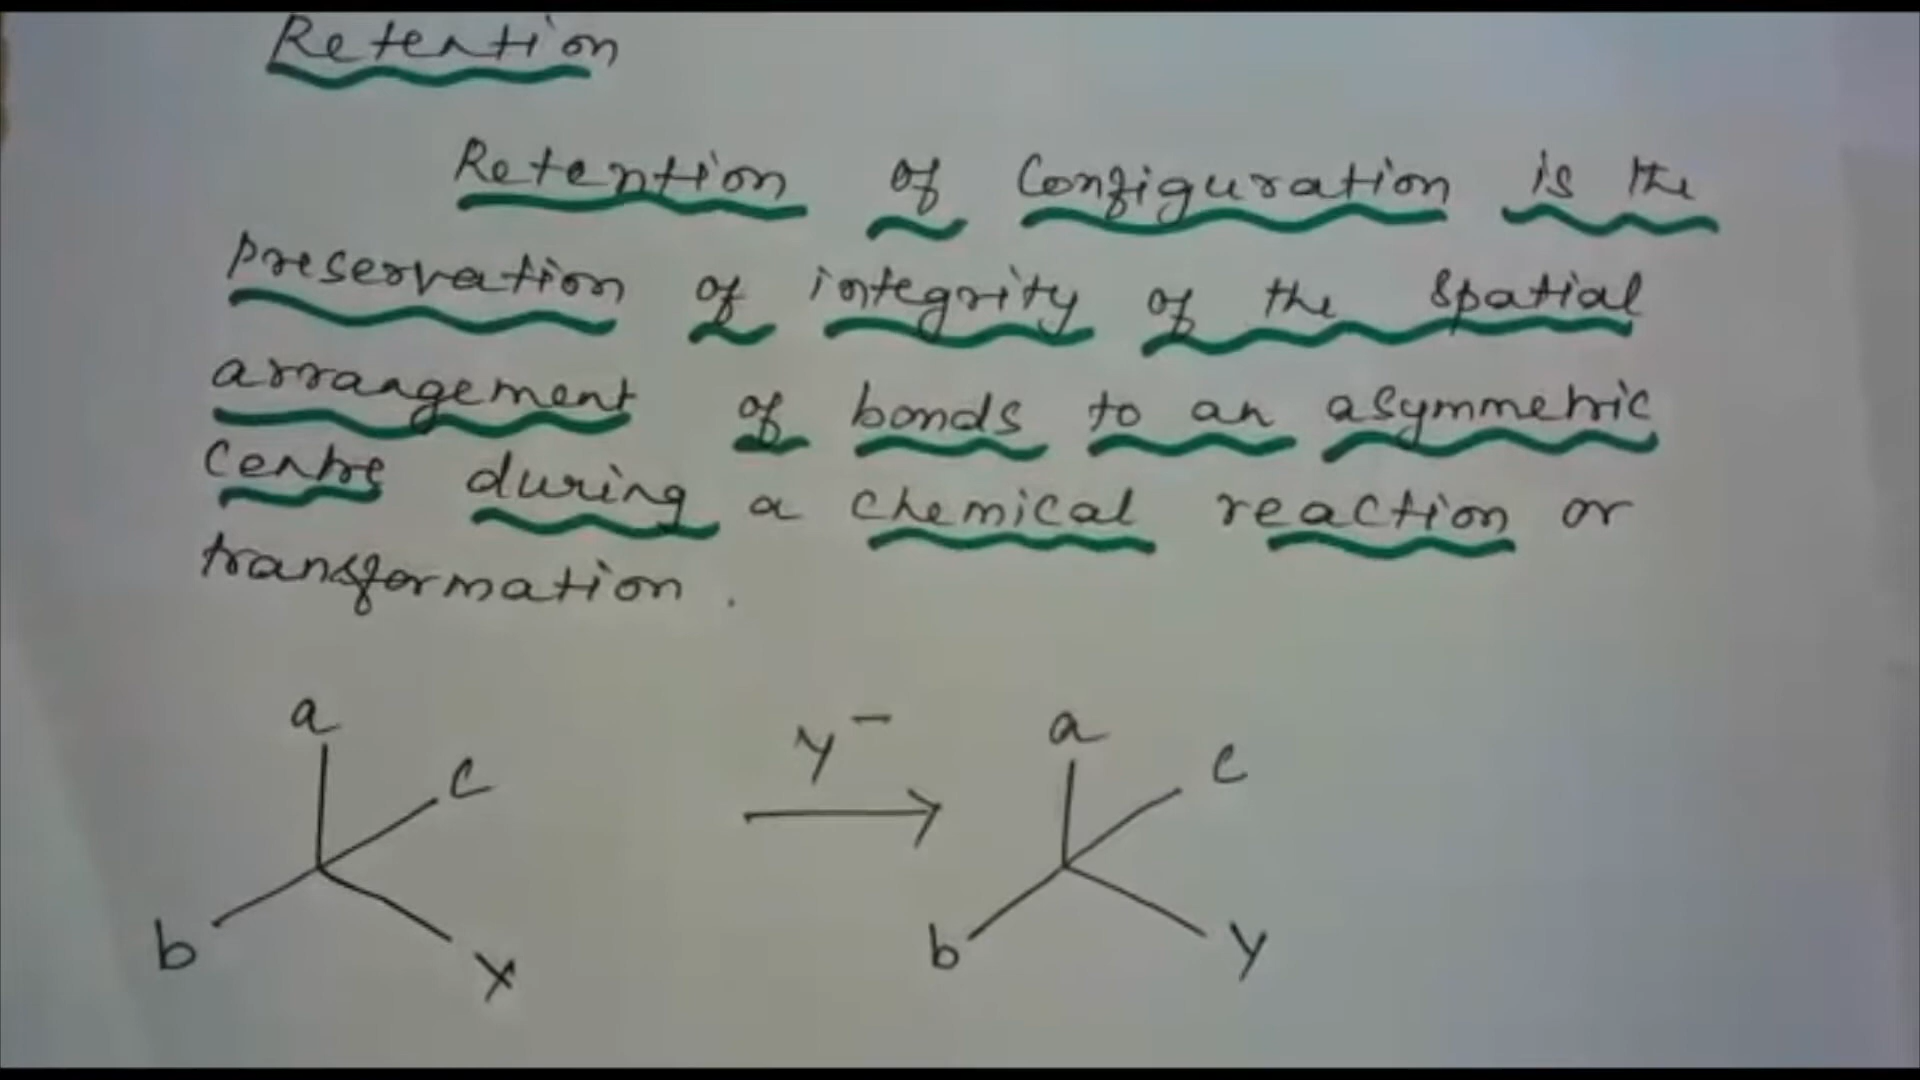 Retention
Retention of Configuration is the
preservation of integrity of the spatial
arrangement of bonds to an asymmetric
Centre during a chemical reaction or
transformation.
a
c
b
x
y⁻
a
c
b
y